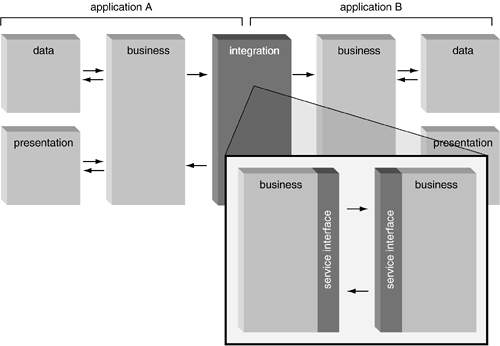 application A
application B
data
business
integration
business
data
presentation
presentation
business
service interface
service interface
business